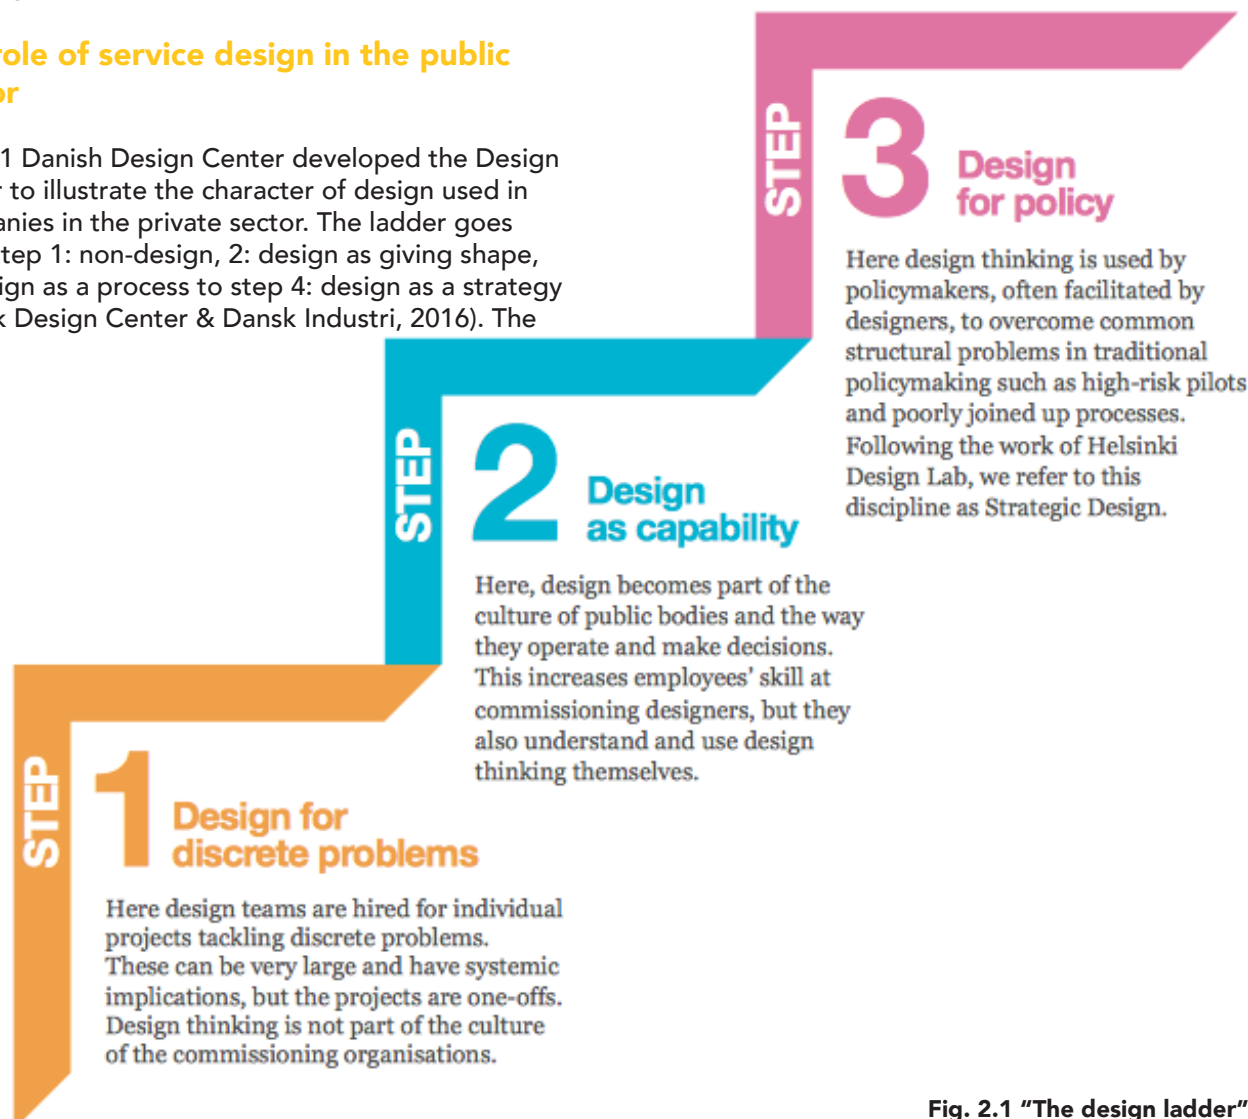 role of service design in the public
or
1 Danish Design Center developed the Design
r to illustrate the character of design used in
anies in the private sector. The ladder goes
tep 1: non-design, 2: design as giving shape,
ign as a process to step 4: design as a strategy
k Design Center & Dansk Industri, 2016). The
STEP
3
Design
for policy
Here design thinking is used by
policymakers, often facilitated by
designers, to overcome common
structural problems in traditional
policymaking such as high-risk pilots
and poorly joined up processes.
Following the work of Helsinki
Design Lab, we refer to this
discipline as Strategic Design.
STEP
2
Design
as capability
Here, design becomes part of the
culture of public bodies and the way
they operate and make decisions.
This increases employees’ skill at
commissioning designers, but they
also understand and use design
thinking themselves.
STEP
1
Design for
discrete problems
Here design teams are hired for individual
projects tackling discrete problems.
These can be very large and have systemic
implications, but the projects are one-offs.
Design thinking is not part of the culture
of the commissioning organisations.
Fig. 2.1 “The design ladder”